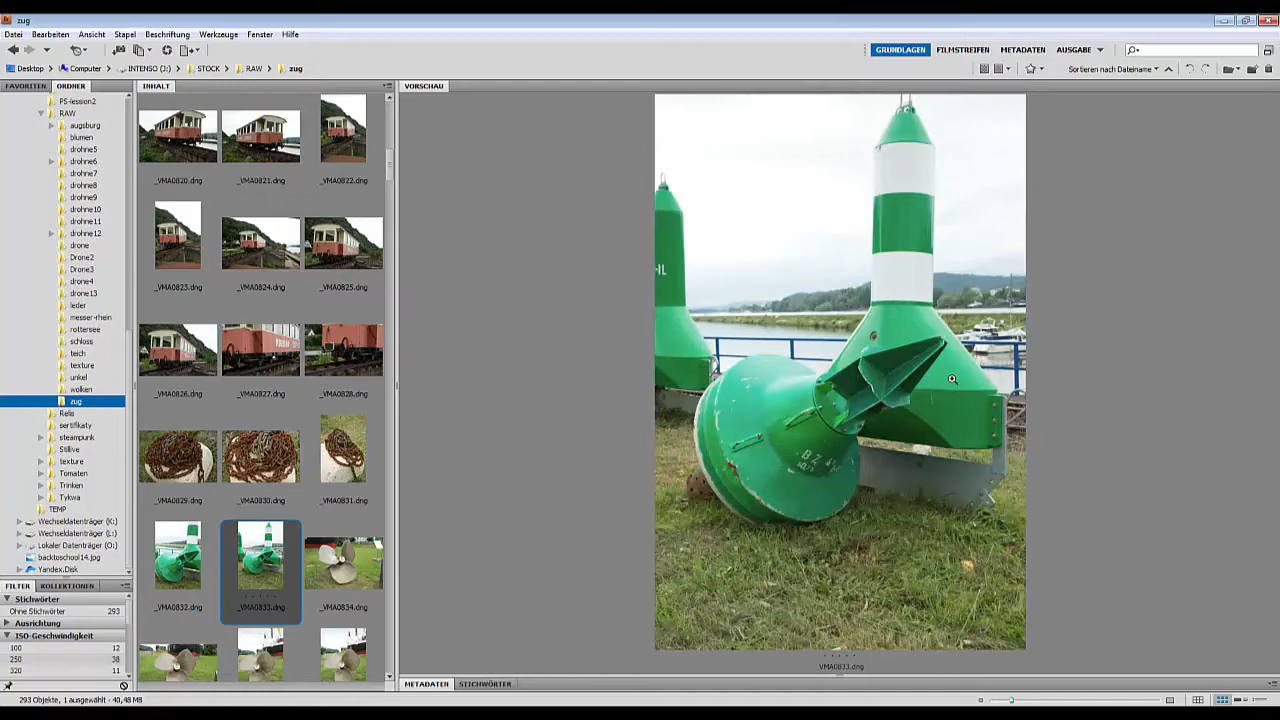 zug
Datei Bearbeiten Ansicht Stapel Beschriftung Werkzeuge Fenster Hilfe
GRUNDLAGEN FILMSTREIFEN METADATEN AUSGABE
Desktop Computer INTENSO (J:) STOCK RAW zug
Sortieren nach Dateiname
FAVORITEN ORDNER
PS-lession2
RAW
augsburg
blumen
drohne5
drohne6
drohne7
drohne8
drohne9
drohne10
drohne11
drohne12
drone
Drone2
Drone3
drone4
drone13
leder
messer-rhein
rottersee
schloss
teich
texture
unkel
wolken
zug
Relis
sertifikaty
steampunk
Stillive
texture
Tomaten
Trinken
Tykwa
TEMP
Wechseldatenträger (K:)
Wechseldatenträger (L:)
Lokaler Datenträger (O:)
backtoschool14.jpg
Yandex.Disk
FILTER KOLLEKTIONEN
Stichwörter
Ohne Stichwörter 293
Ausrichtung
ISO-Geschwindigkeit
100 12
250 38
320 11
INHALT
_VMA0820.dng _VMA0821.dng _VMA0822.dng
_VMA0823.dng _VMA0824.dng _VMA0825.dng
_VMA0826.dng _VMA0827.dng _VMA0828.dng
_VMA0829.dng _VMA0830.dng _VMA0831.dng
_VMA0832.dng _VMA0833.dng _VMA0834.dng
VORSCHAU
_VMA0833.dng
METADATEN STICHWÖRTER
293 Objekte, 1 ausgewählt - 40,48 MB